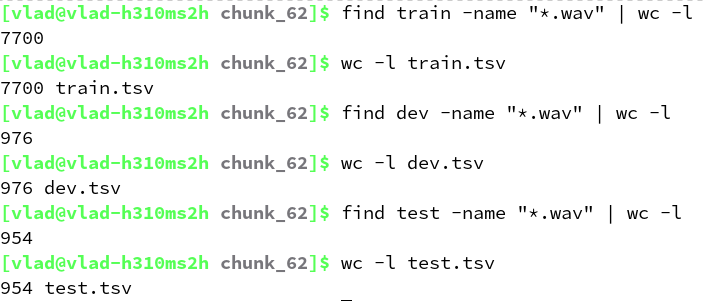 [vlad@vlad-h310ms2h chunk_62]$ find train -name "*.wav" | wc -l
7700
[vlad@vlad-h310ms2h chunk_62]$ wc -l train.tsv
7700 train.tsv
[vlad@vlad-h310ms2h chunk_62]$ find dev -name "*.wav" | wc -l
976
[vlad@vlad-h310ms2h chunk_62]$ wc -l dev.tsv
976 dev.tsv
[vlad@vlad-h310ms2h chunk_62]$ find test -name "*.wav" | wc -l
954
[vlad@vlad-h310ms2h chunk_62]$ wc -l test.tsv
954 test.tsv